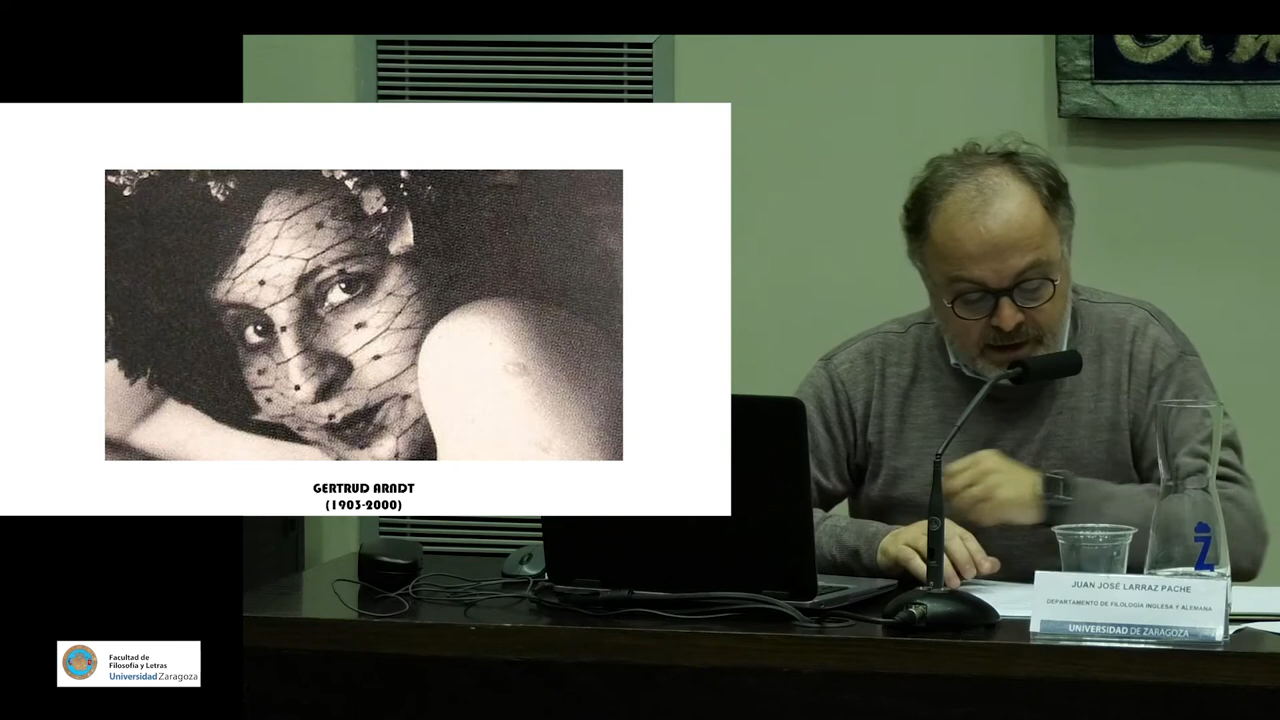 GERTRUD ARNDT
(1903-2000)
JUAN JOSÉ LARRAZ PACHE
DEPARTAMENTO DE FILOLOGÍA INGLESA Y ALEMANA
UNIVERSIDAD DE ZARAGOZA
Z
Facultad de
Filosofía y Letras
Universidad Zaragoza